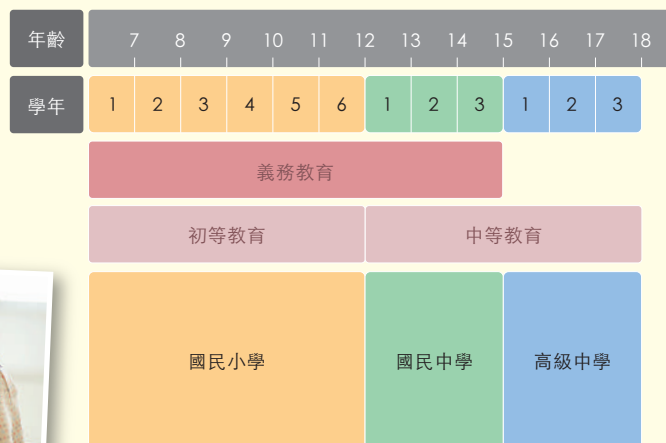 年齡 7 8 9 10 11 12 13 14 15 16 17 18
學年 1 2 3 4 5 6 1 2 3 1 2 3
義務教育
初等教育 中等教育
國民小學 國民中學 高級中學